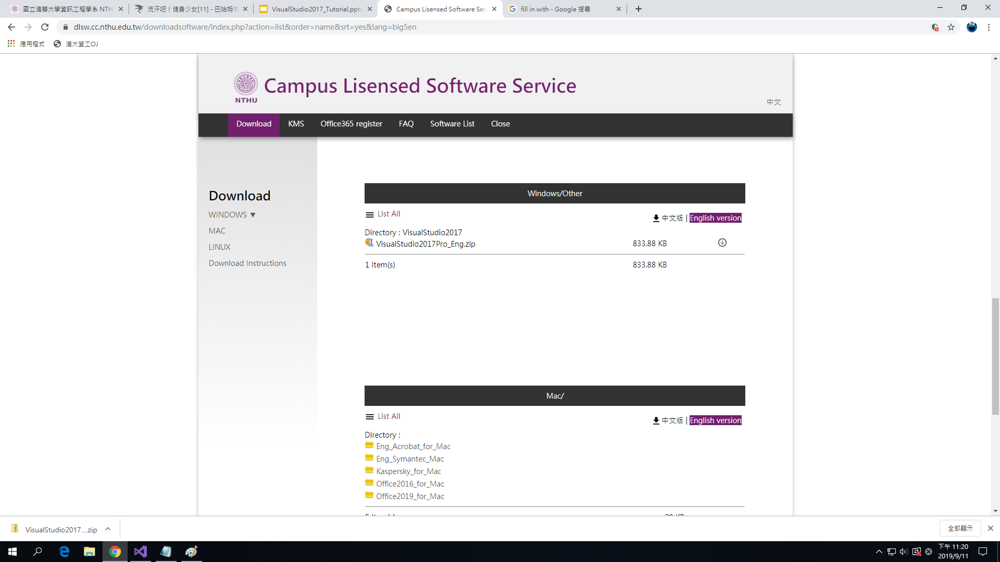 國立清華大學資訊工程學系 NTH
流汗吧！健身少女[11] - 巴哈姆特
VisualStudio2017_Tutorial.pptx
Campus Lisensed Software Serv
fill in with - Google 搜尋
dlsw.cc.nthu.edu.tw/downloadsoftware/index.php?action=list&order=name&srt=yes&lang=big5en
應用程式
清大資工OJ
NTHU
Campus Lisensed Software Service
中文
Download KMS Office365 register FAQ Software List Close
Download
WINDOWS ▼
MAC
LINUX
Download Instructions
Windows/Other
List All
中文版 | English version
Directory : VisualStudio2017
VisualStudio2017Pro_Eng.zip 833.88 KB
1 Item(s) 833.88 KB
Mac/
List All
中文版 | English version
Directory :
Eng_Acrobat_for_Mac
Eng_Symantec_Mac
Kaspersky_for_Mac
Office2016_for_Mac
Office2019_for_Mac
VisualStudio2017....zip
全部顯示
下午 11:20
2019/9/11